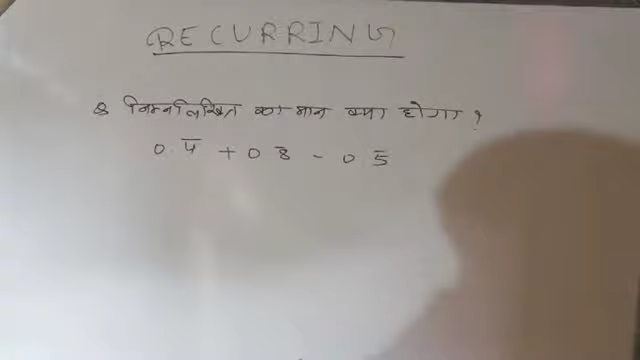 RECURRING
Q निम्नलिखित का मान क्या होगा ?
0.4̅ + 0.8̅ - 0.5̅